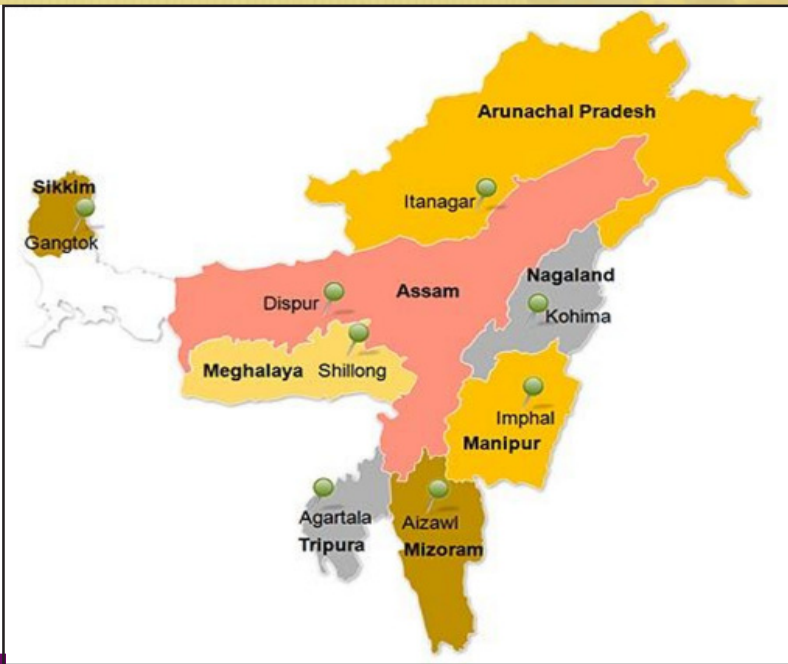 Arunachal Pradesh
Sikkim
Itanagar
Gangtok
Nagaland
Assam
Dispur
Kohima
Meghalaya
Shillong
Imphal
Manipur
Agartala
Aizawl
Tripura
Mizoram